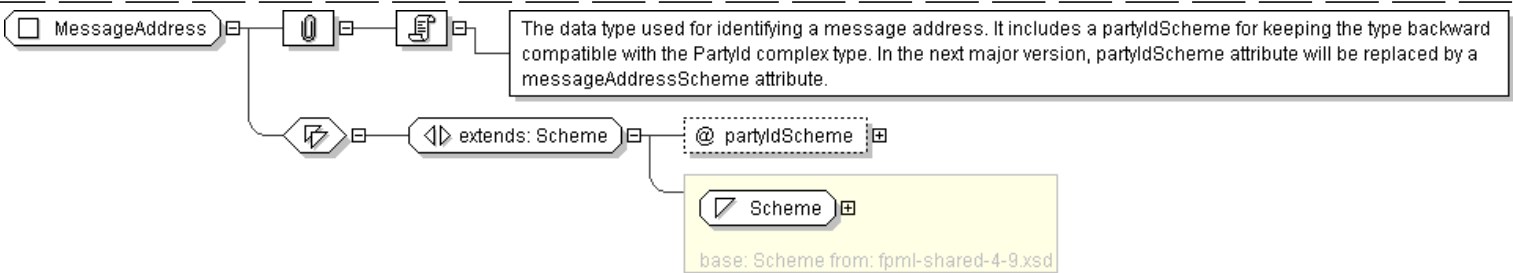 MessageAddress
The data type used for identifying a message address. It includes a partyIdScheme for keeping the type backward
compatible with the PartyId complex type. In the next major version, partyIdScheme attribute will be replaced by a
messageAddressScheme attribute.
extends: Scheme
@ partyIdScheme
Scheme
base: Scheme from: fpml-shared-4-9.xsd